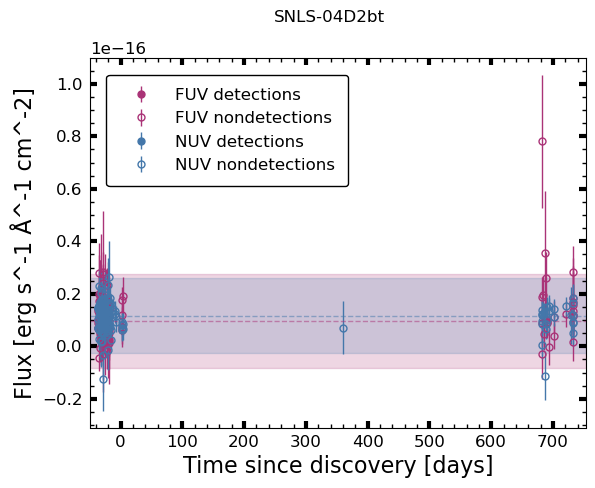 SNLS-04D2bt
1e−16
FUV detections
FUV nondetections
NUV detections
NUV nondetections
1.0
0.8
0.6
0.4
0.2
0.0
−0.2
Flux [erg s^-1 Å^-1 cm^-2]
0 100 200 300 400 500 600 700
Time since discovery [days]